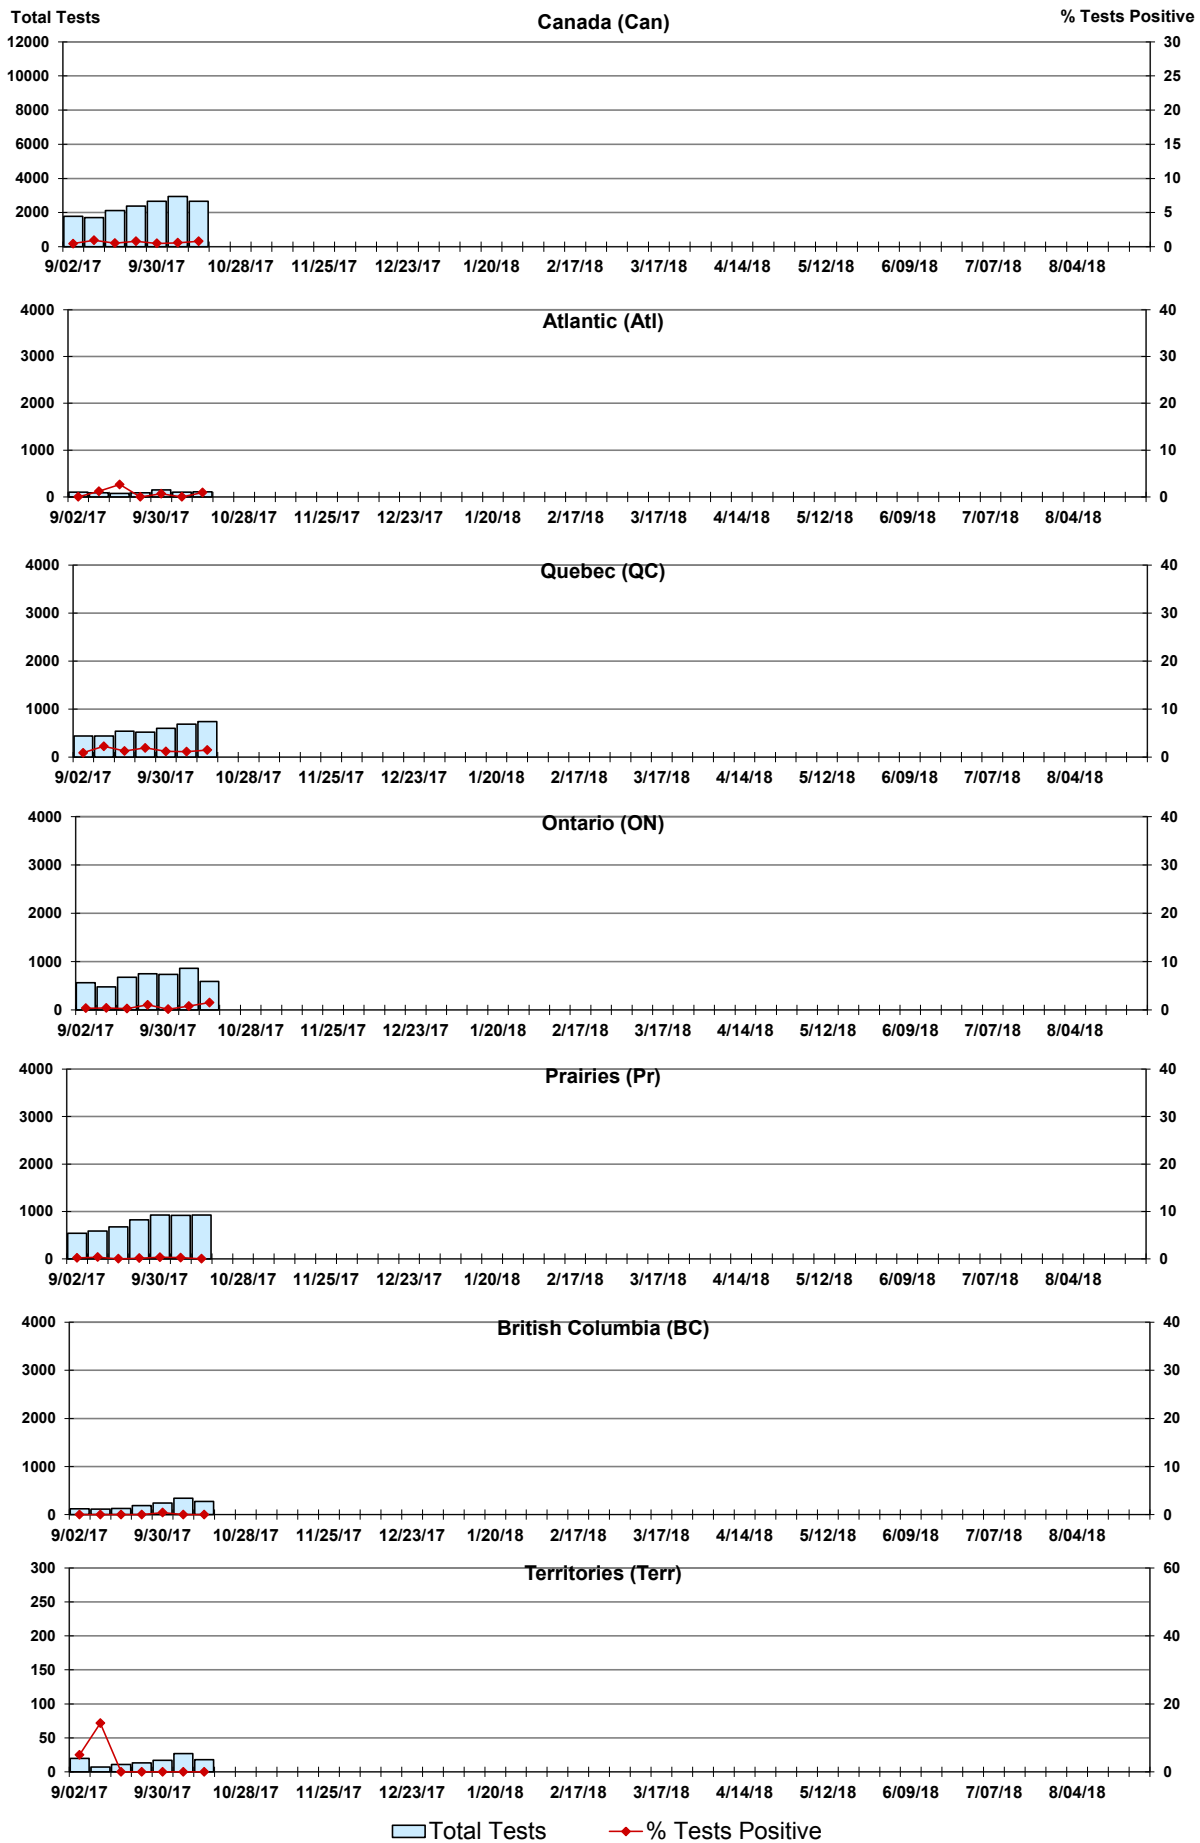 Total Tests
Canada (Can)
% Tests Positive
12000 30
10000 25
8000 20
6000 15
4000 10
2000 5
0 0
9/02/17 9/30/17 10/28/17 11/25/17 12/23/17 1/20/18 2/17/18 3/17/18 4/14/18 5/12/18 6/09/18 7/07/18 8/04/18
Atlantic (Atl)
4000 40
3000 30
2000 20
1000 10
0 0
9/02/17 9/30/17 10/28/17 11/25/17 12/23/17 1/20/18 2/17/18 3/17/18 4/14/18 5/12/18 6/09/18 7/07/18 8/04/18
Quebec (QC)
4000 40
3000 30
2000 20
1000 10
0 0
9/02/17 9/30/17 10/28/17 11/25/17 12/23/17 1/20/18 2/17/18 3/17/18 4/14/18 5/12/18 6/09/18 7/07/18 8/04/18
Ontario (ON)
4000 40
3000 30
2000 20
1000 10
0 0
9/02/17 9/30/17 10/28/17 11/25/17 12/23/17 1/20/18 2/17/18 3/17/18 4/14/18 5/12/18 6/09/18 7/07/18 8/04/18
Prairies (Pr)
4000 40
3000 30
2000 20
1000 10
0 0
9/02/17 9/30/17 10/28/17 11/25/17 12/23/17 1/20/18 2/17/18 3/17/18 4/14/18 5/12/18 6/09/18 7/07/18 8/04/18
British Columbia (BC)
4000 40
3000 30
2000 20
1000 10
0 0
9/02/17 9/30/17 10/28/17 11/25/17 12/23/17 1/20/18 2/17/18 3/17/18 4/14/18 5/12/18 6/09/18 7/07/18 8/04/18
Territories (Terr)
300 60
250
200 40
150
100 20
50
0 0
9/02/17 9/30/17 10/28/17 11/25/17 12/23/17 1/20/18 2/17/18 3/17/18 4/14/18 5/12/18 6/09/18 7/07/18 8/04/18
Total Tests % Tests Positive